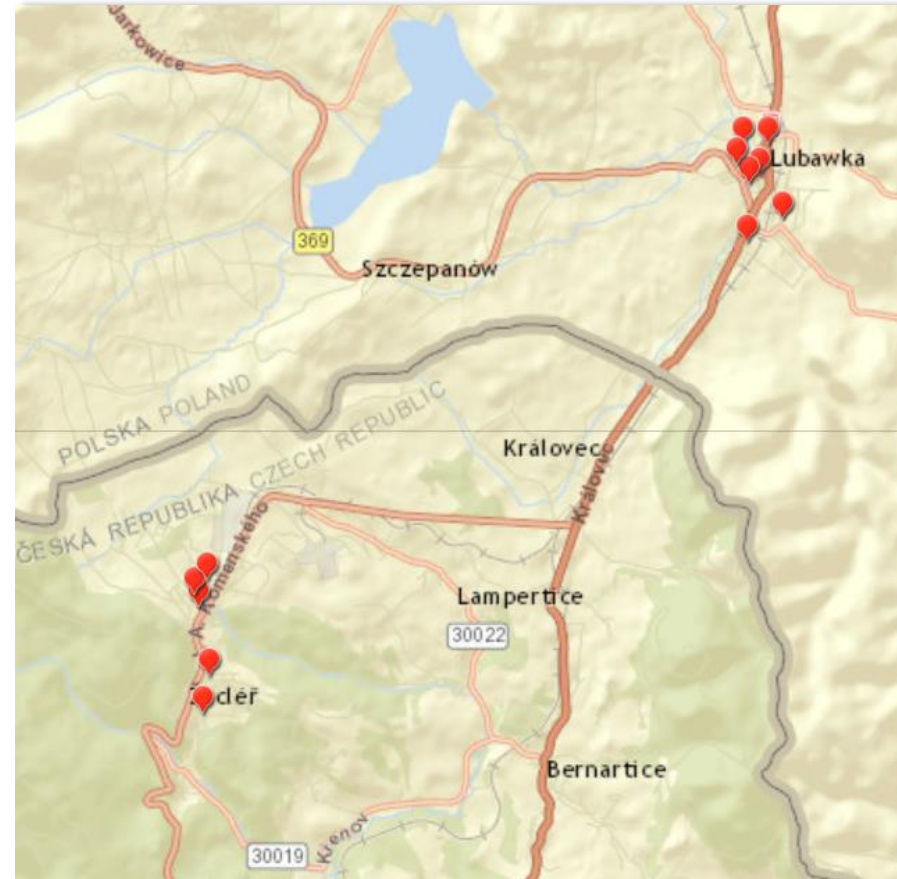 Jarkowice
Lubawka
369
Szczepanów
POLSKA POLAND
ČESKÁ REPUBLIKA CZECH REPUBLIC
Královec
Královec
A. Komenského
Lampertice
30022
Bernartice
30019
Křenov